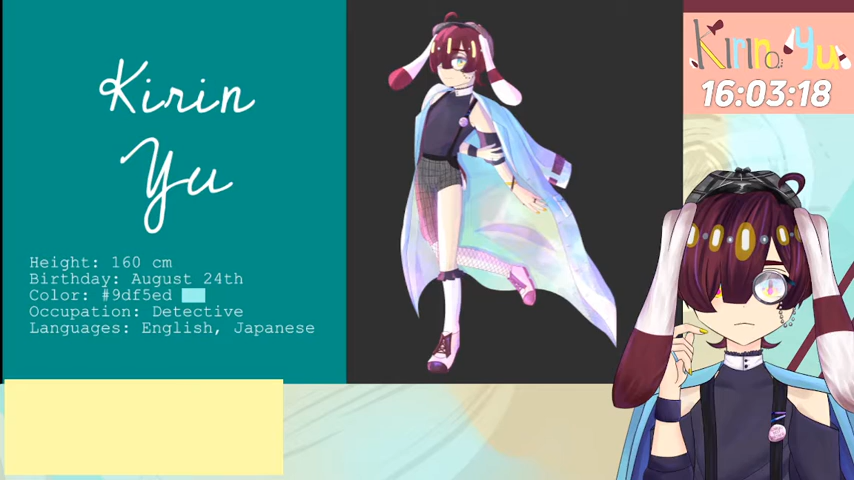 Kirin
Yu
Height: 160 cm
Birthday: August 24th
Color: #9df5ed
Occupation: Detective
Languages: English, Japanese
Kirin Yu
16:03:18